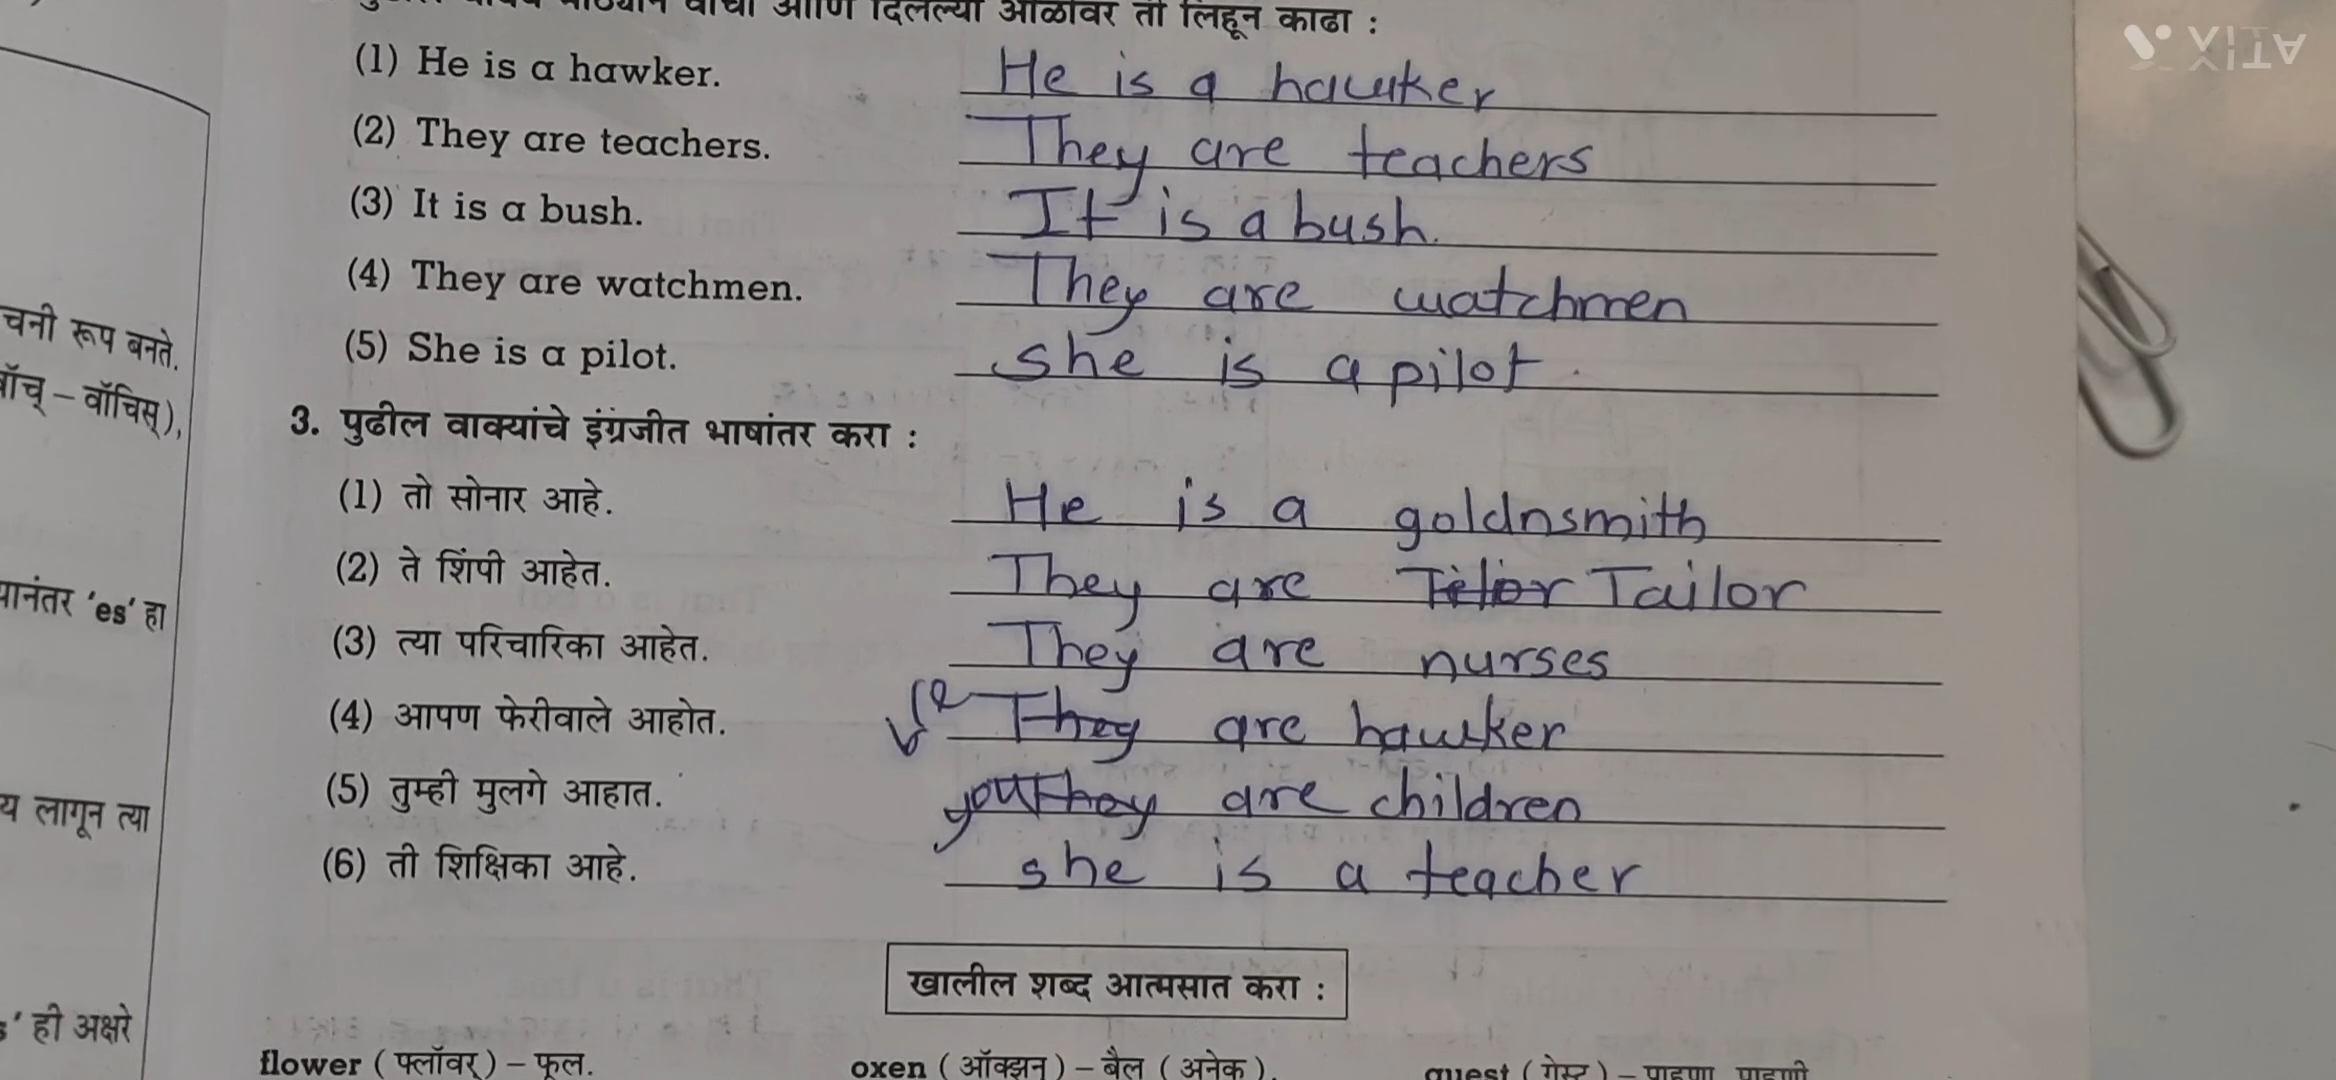 दिलेल्या ओळीवर ती लिहून काढा :
(1) He is a hawker. He is a hawker
(2) They are teachers. They are teachers
(3) It is a bush. It is a bush.
(4) They are watchmen. They are watchmen
(5) She is a pilot. she is a pilot.
3. पुढील वाक्यांचे इंग्रजीत भाषांतर करा :
(1) तो सोनार आहे. He is a goldnsmith
(2) ते शिंपी आहेत. They are Tilor Tailor
(3) त्या परिचारिका आहेत. They are nurses
(4) आपण फेरीवाले आहोत. They are hawker
(5) तुम्ही मुलगे आहात. you They are children
(6) ती शिक्षिका आहे. she is a teacher
चनी रूप बनते.
वॉच् – वॉचिस्),
यानंतर 'es' हा
य लागून त्या
s' ही अक्षरे
खालील शब्द आत्मसात करा :
flower ( फ्लॉवर् ) – फूल. oxen ( ऑक्झन् ) – बैल ( अनेक ). guest ( गेस्ट ) – पाहुणा, पाहुणी